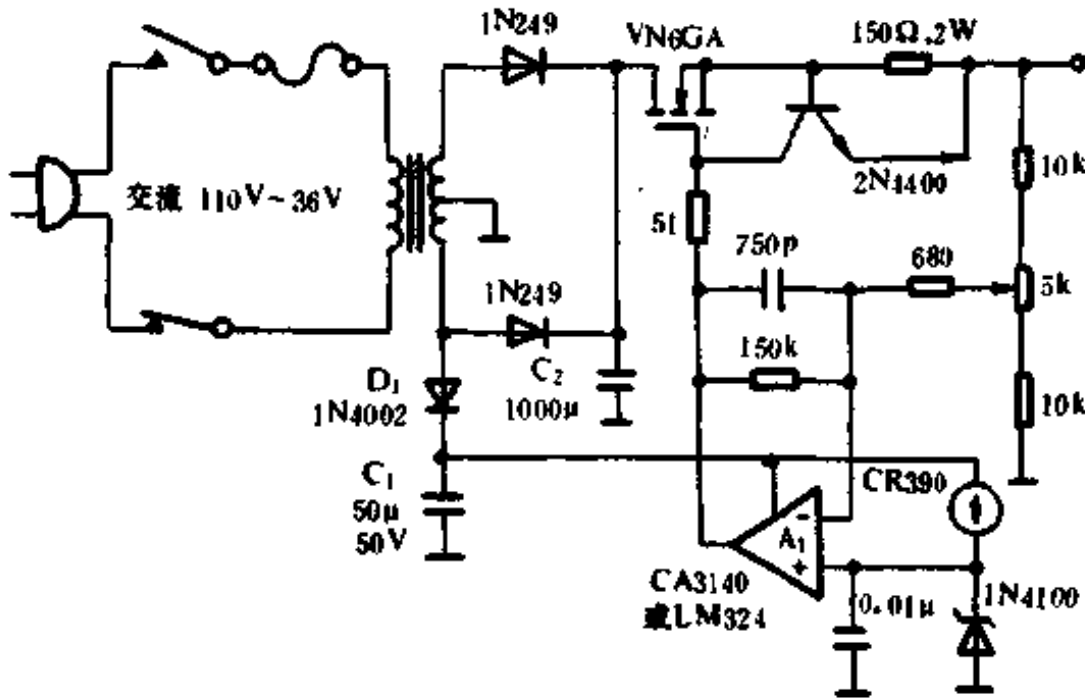 1N249
VN6GA
150Ω.2W
2N4400
10k
交流 110V~36V
51
750p
680
5k
1N249
150k
D₁
1N4002
C₂
1000μ
10k
C₁
50μ
50V
CR390
A₁
-
+
CA3140
或LM324
0.01μ
1N4100